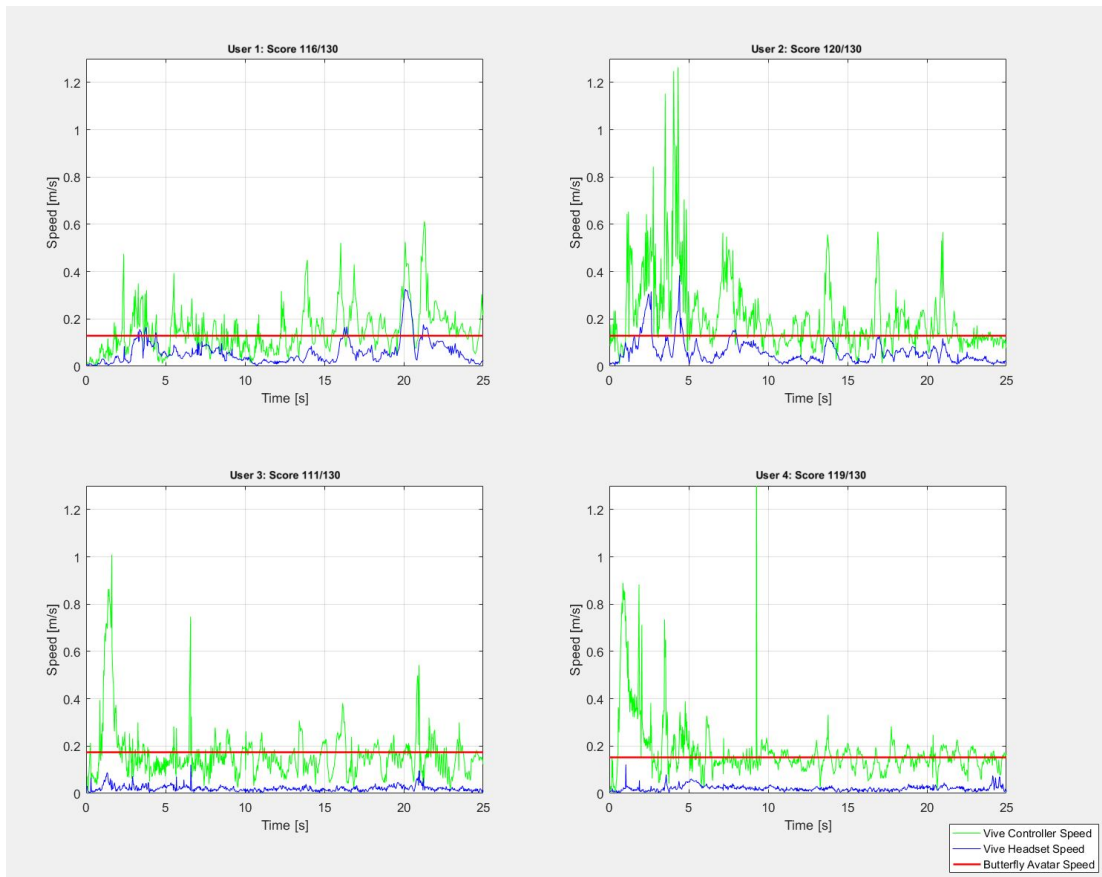 User 1: Score 116/130
1.2
1
0.8
0.6
0.4
0.2
0
Speed [m/s]
0 5 10 15 20 25
Time [s]
User 2: Score 120/130
1.2
1
0.8
0.6
0.4
0.2
0
Speed [m/s]
0 5 10 15 20 25
Time [s]
User 3: Score 111/130
1.2
1
0.8
0.6
0.4
0.2
0
Speed [m/s]
0 5 10 15 20 25
Time [s]
User 4: Score 119/130
1.2
1
0.8
0.6
0.4
0.2
0
Speed [m/s]
0 5 10 15 20 25
Time [s]
Vive Controller Speed
Vive Headset Speed
Butterfly Avatar Speed